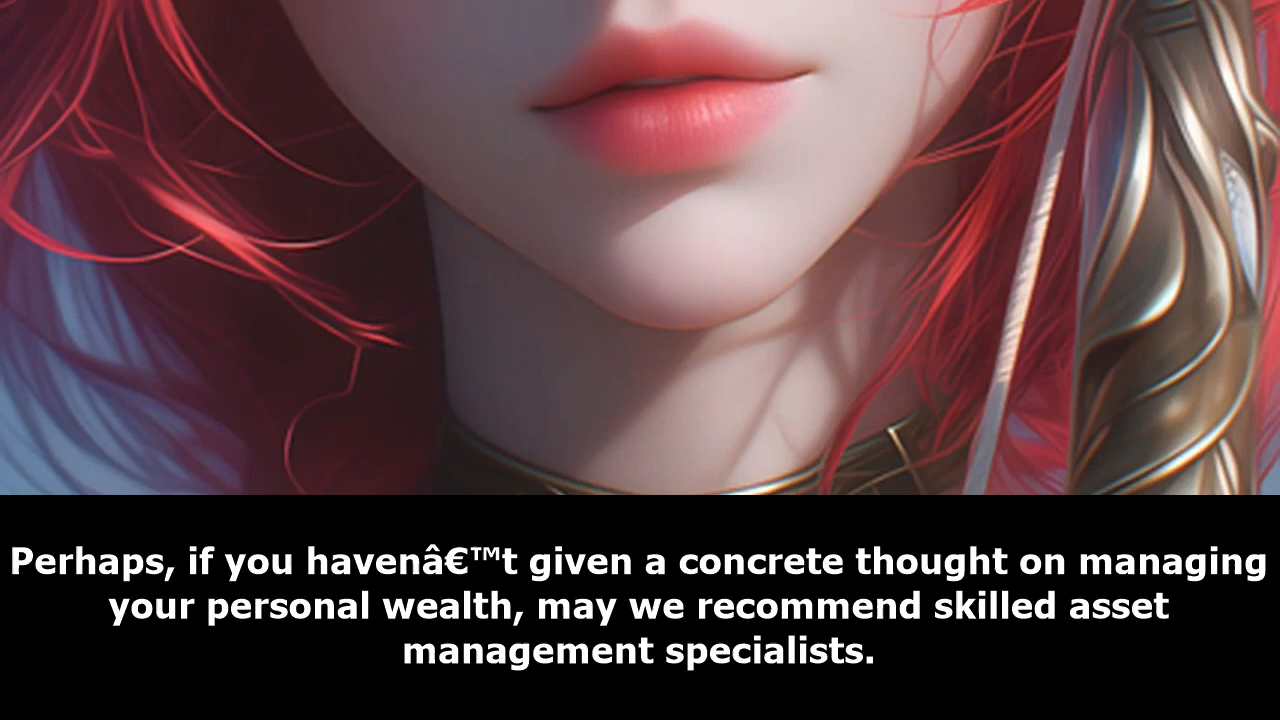 Perhaps, if you havenâ€™t given a concrete thought on managing
your personal wealth, may we recommend skilled asset
management specialists.